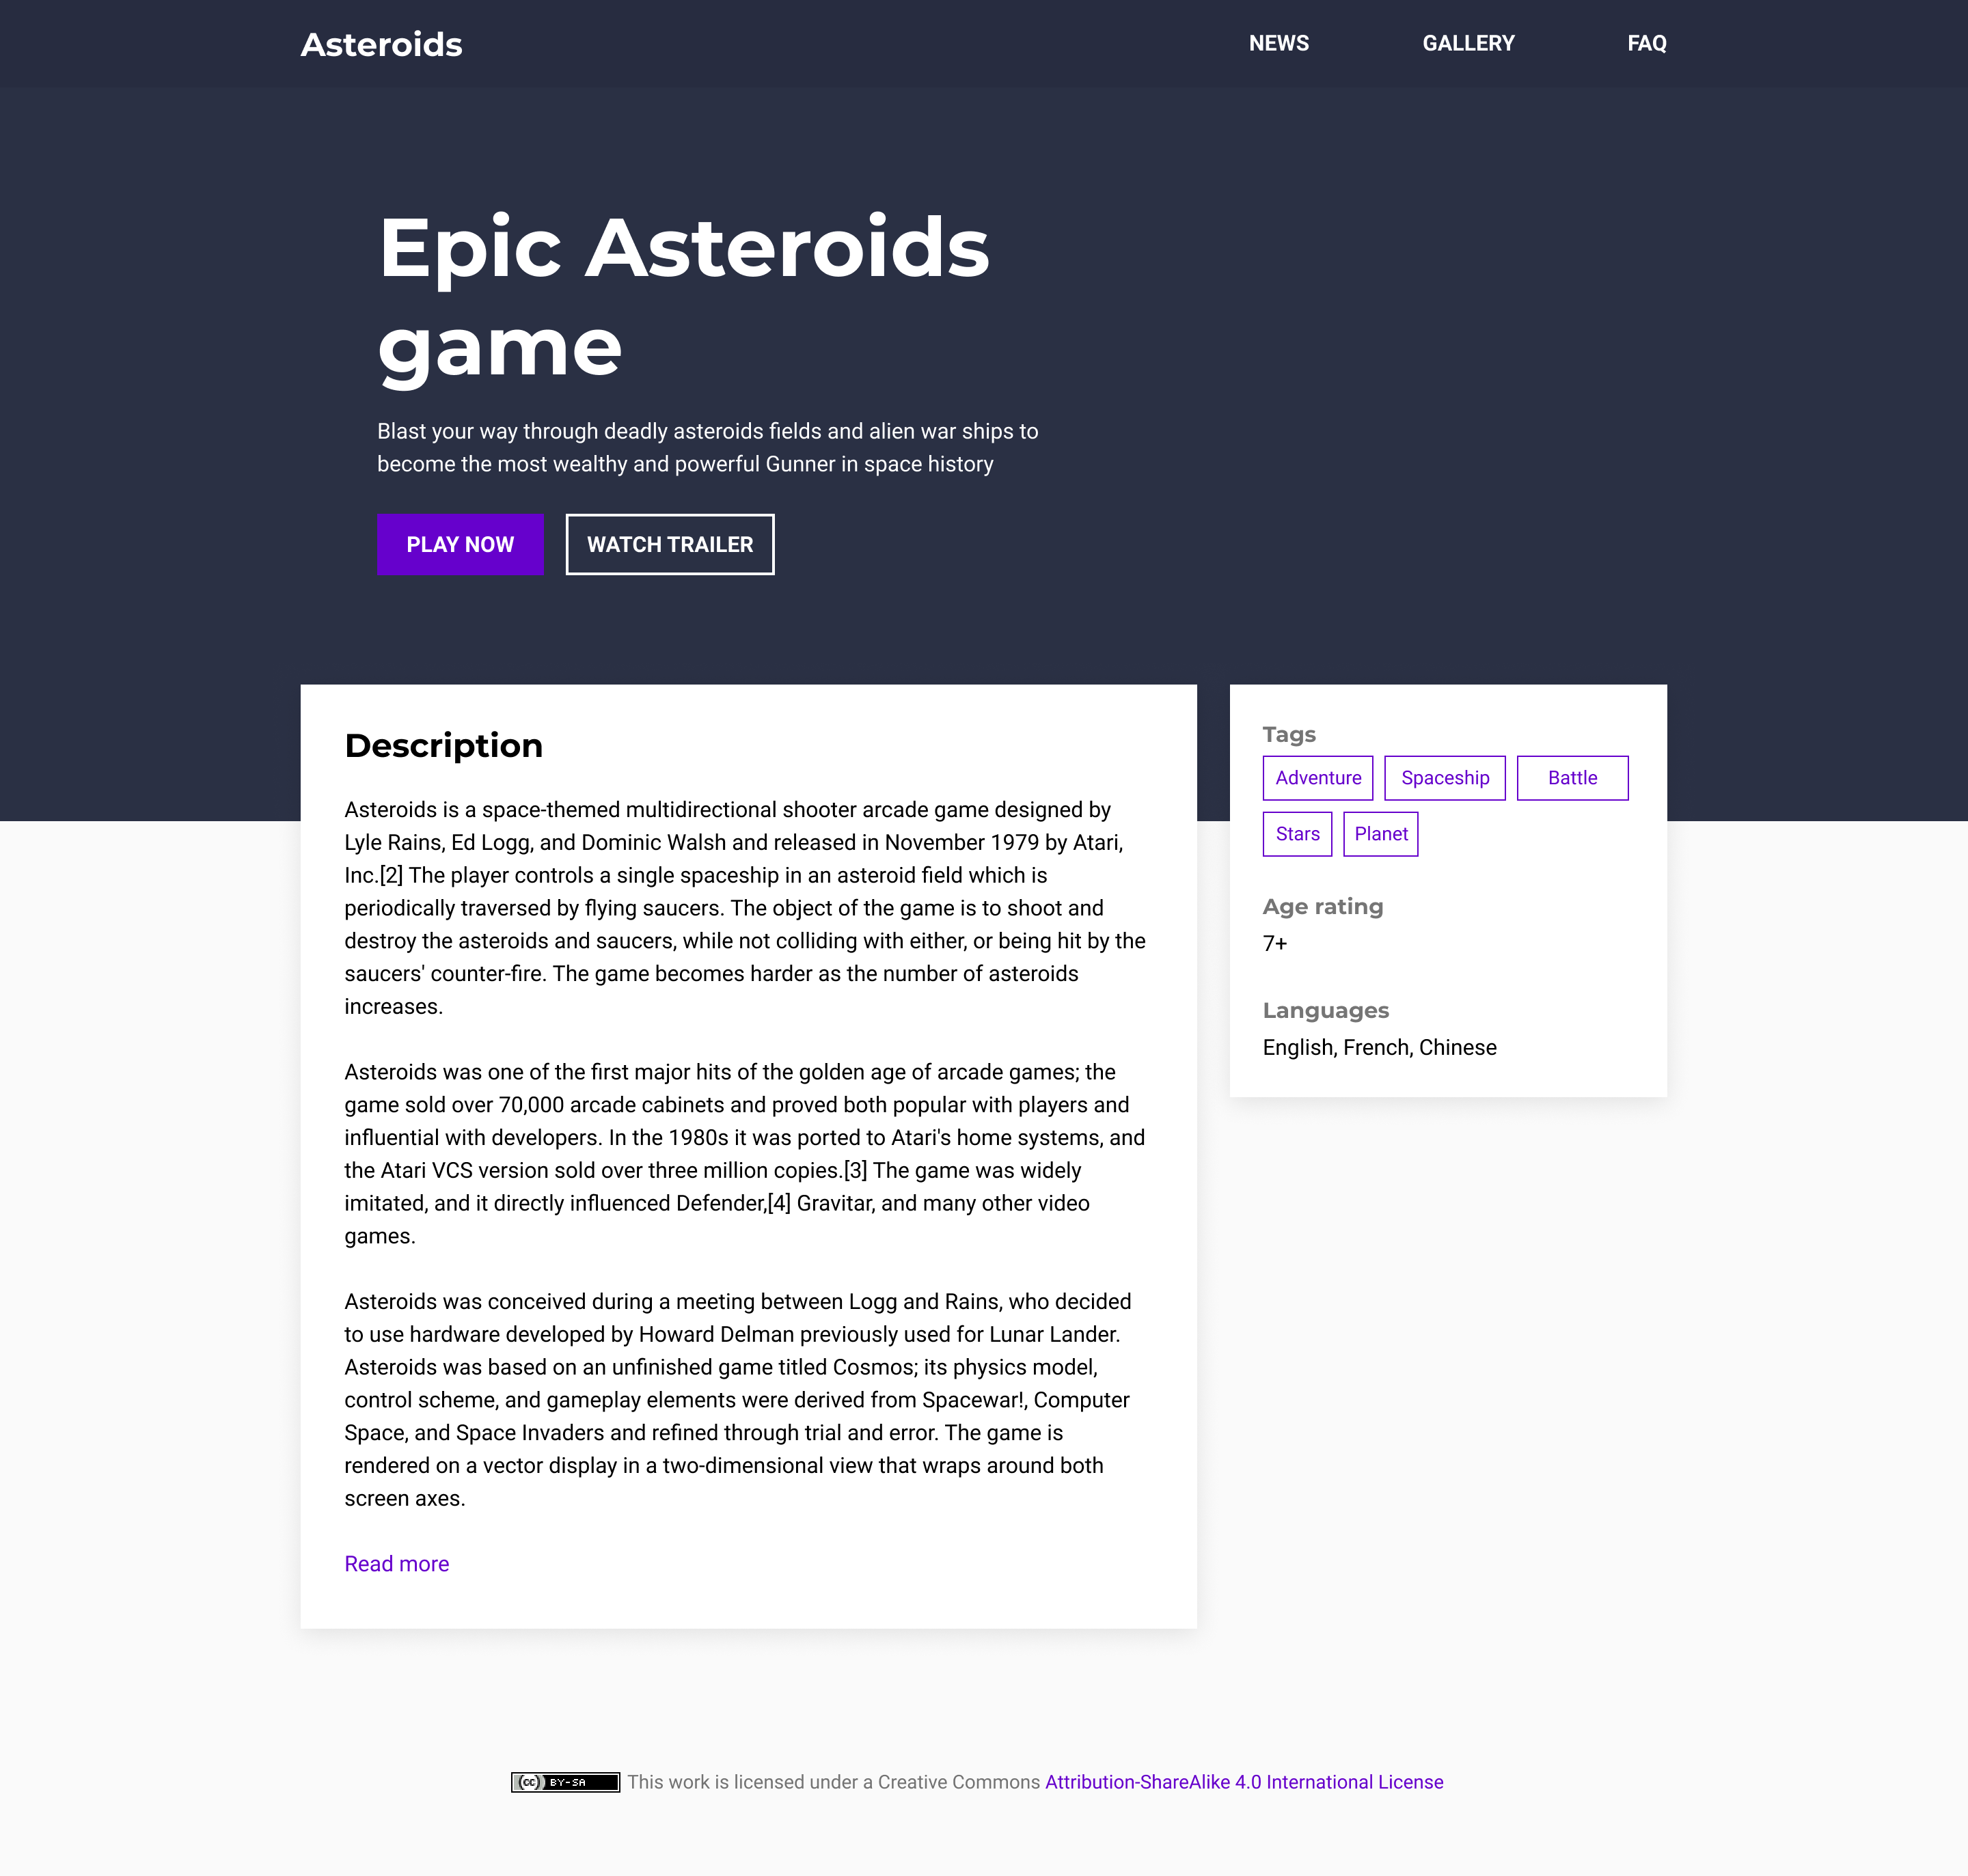 Asteroids
NEWS
GALLERY
FAQ
Epic Asteroids
game
Blast your way through deadly asteroids fields and alien war ships to
become the most wealthy and powerful Gunner in space history
PLAY NOW
WATCH TRAILER
Description
Asteroids is a space-themed multidirectional shooter arcade game designed by
Lyle Rains, Ed Logg, and Dominic Walsh and released in November 1979 by Atari,
Inc.[2] The player controls a single spaceship in an asteroid field which is
periodically traversed by flying saucers. The object of the game is to shoot and
destroy the asteroids and saucers, while not colliding with either, or being hit by the
saucers' counter-fire. The game becomes harder as the number of asteroids
increases.
Asteroids was one of the first major hits of the golden age of arcade games; the
game sold over 70,000 arcade cabinets and proved both popular with players and
influential with developers. In the 1980s it was ported to Atari's home systems, and
the Atari VCS version sold over three million copies.[3] The game was widely
imitated, and it directly influenced Defender,[4] Gravitar, and many other video
games.
Asteroids was conceived during a meeting between Logg and Rains, who decided
to use hardware developed by Howard Delman previously used for Lunar Lander.
Asteroids was based on an unfinished game titled Cosmos; its physics model,
control scheme, and gameplay elements were derived from Spacewar!, Computer
Space, and Space Invaders and refined through trial and error. The game is
rendered on a vector display in a two-dimensional view that wraps around both
screen axes.
Read more
Tags
Adventure
Spaceship
Battle
Stars
Planet
Age rating
7+
Languages
English, French, Chinese
(cc) BY-SA This work is licensed under a Creative Commons Attribution-ShareAlike 4.0 International License